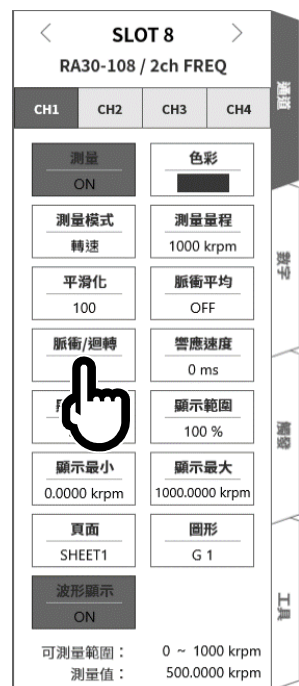 < SLOT 8 >
RA30-108 / 2ch FREQ
CH1 CH2 CH3 CH4
測量 色彩
ON
測量模式 測量量程
轉速 1000 krpm
平滑化 脈衝平均
100 OFF
脈衝/迴轉 響應速度
0 ms
顯示範圍
100 %
顯示最小 顯示最大
0.0000 krpm 1000.0000 krpm
頁面 圖形
SHEET1 G 1
波形顯示
ON
可測量範圍： 0 ~ 1000 krpm
測量值： 500.0000 krpm
通道
數字
觸發
工具